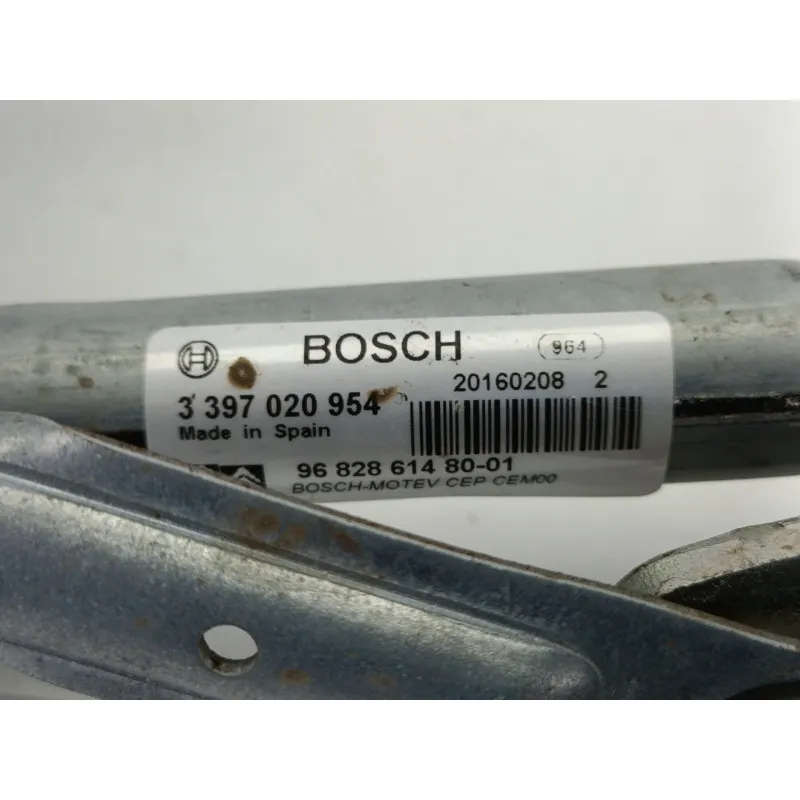 BOSCH
964
20160208 2
3 397 020 954
Made in Spain
96 828 614 80-01
BOSCH-MOTEV CEP CEM00